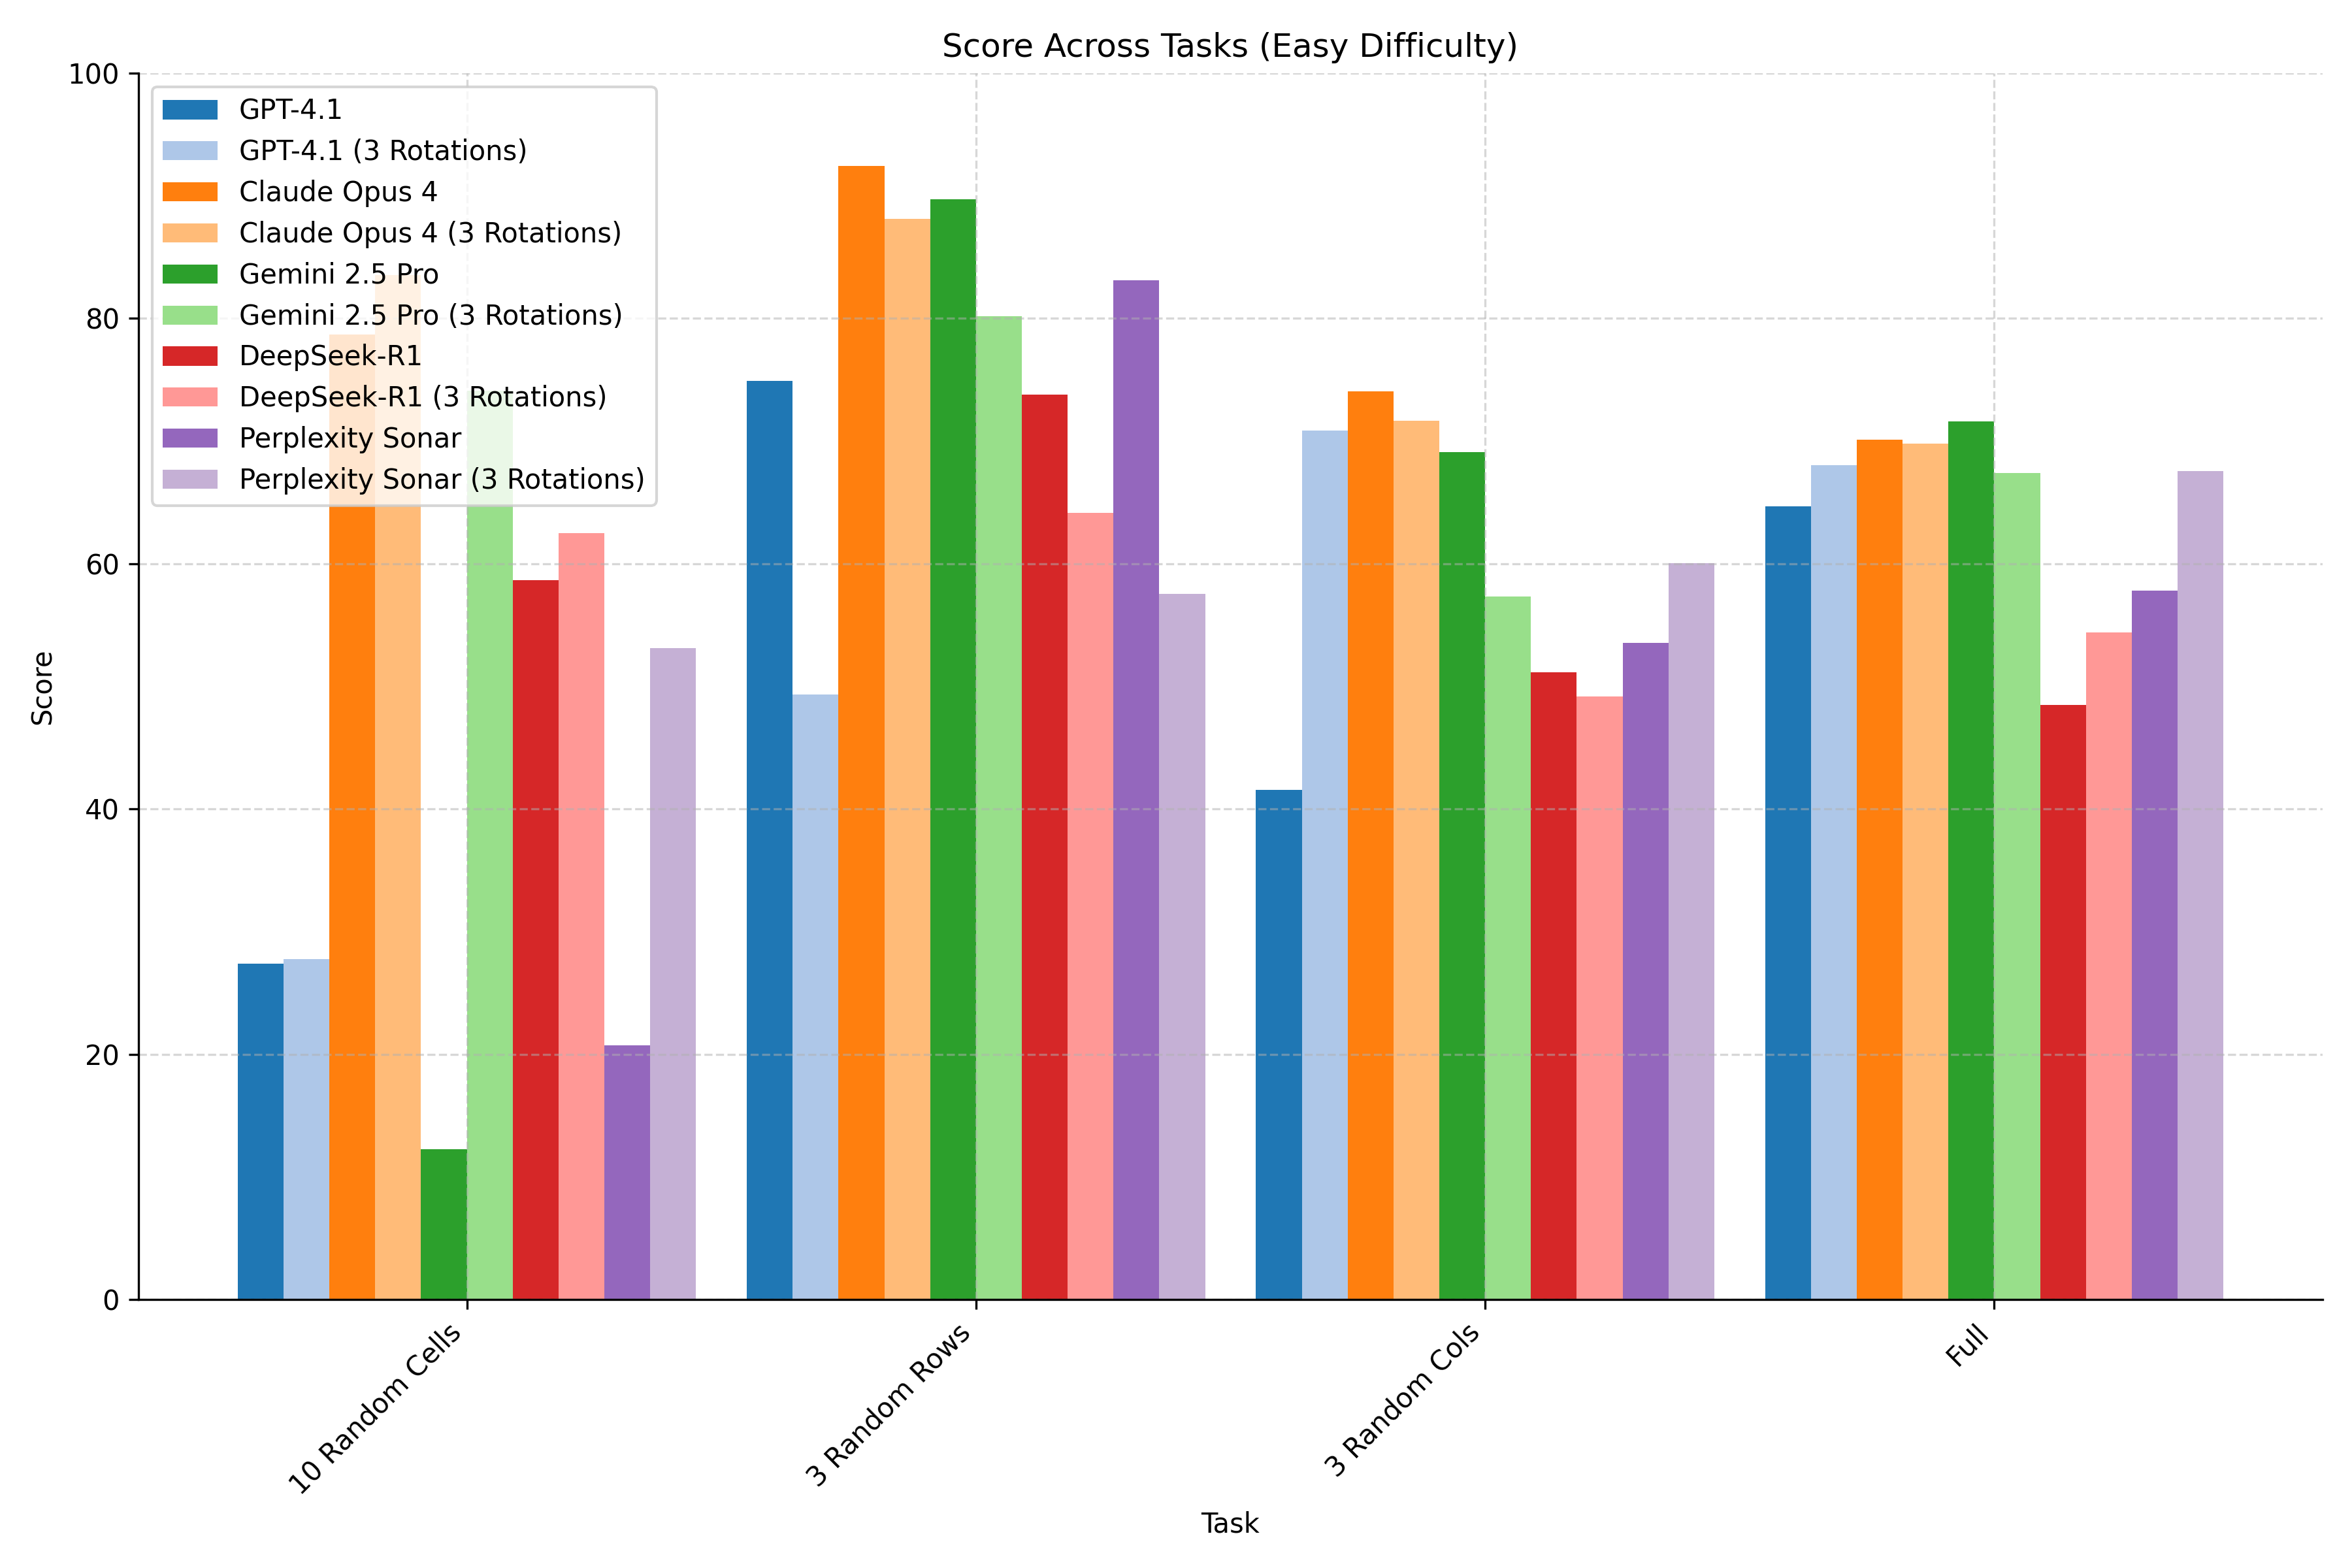 Score Across Tasks (Easy Difficulty)
100
80
60
40
20
0
Score
GPT-4.1
GPT-4.1 (3 Rotations)
Claude Opus 4
Claude Opus 4 (3 Rotations)
Gemini 2.5 Pro
Gemini 2.5 Pro (3 Rotations)
DeepSeek-R1
DeepSeek-R1 (3 Rotations)
Perplexity Sonar
Perplexity Sonar (3 Rotations)
10 Random Cells
3 Random Rows
3 Random Cols
Full
Task